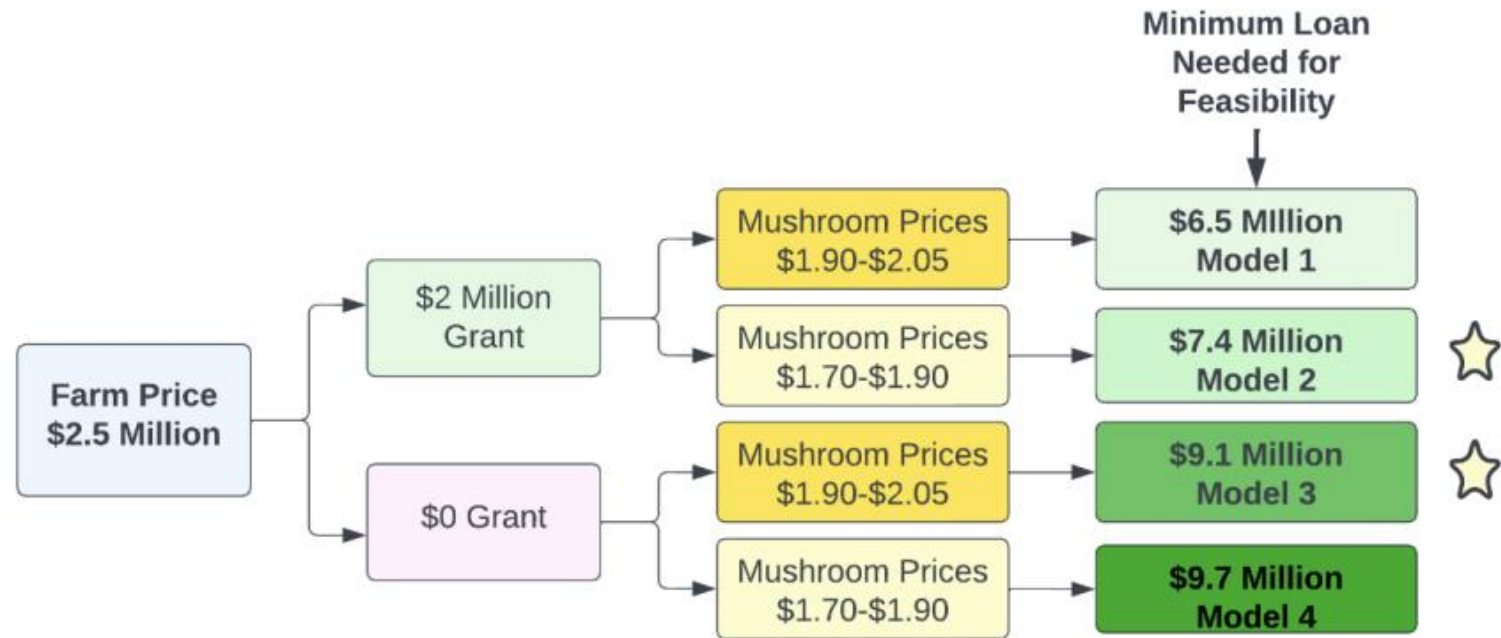 Minimum Loan
Needed for
Feasibility
Farm Price
$2.5 Million
$2 Million
Grant
$0 Grant
Mushroom Prices
$1.90-$2.05
Mushroom Prices
$1.70-$1.90
Mushroom Prices
$1.90-$2.05
Mushroom Prices
$1.70-$1.90
$6.5 MIllion
Model 1
$7.4 Million
Model 2
$9.1 Million
Model 3
$9.7 Million
Model 4